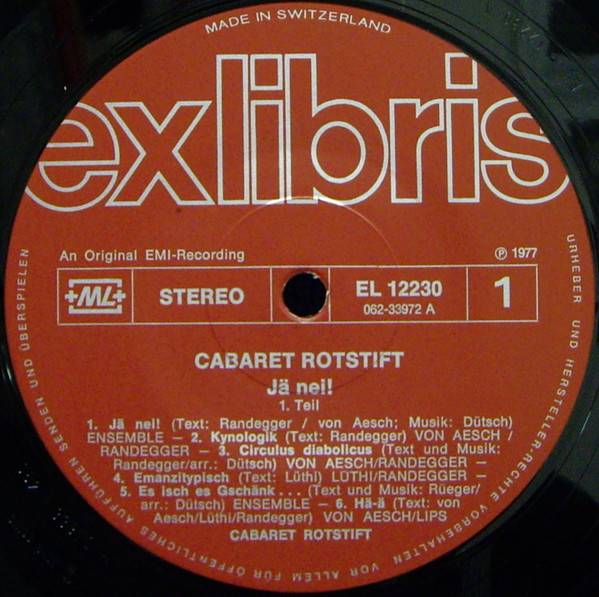 MADE IN SWITZERLAND
exlibris
An Original EMI-Recording
℗ 1977
+ML+
STEREO
EL 12230
062-33972 A
1
CABARET ROTSTIFT
Jä nei!
1. Teil
1. Jä nei! (Text: Randegger / von Aesch; Musik: Dütsch)
ENSEMBLE – 2. Kynologik (Text: Randegger) VON AESCH /
RANDEGGER – 3. Circulus diabolicus (Text und Musik:
Randegger/arr.: Dütsch) VON AESCH/RANDEGGER –
4. Emanzitypisch (Text: Lüthi) LÜTHI/RANDEGGER –
5. Es isch es Gschänk . . . (Text und Musik: Rüeger/
arr.: Dütsch) ENSEMBLE – 6. Hä-ä (Text: von
Aesch/Lüthi/Randegger) VON AESCH/LIPS
CABARET ROTSTIFT
URHEBER UND HERSTELLER-RECHTE VORBEHALTEN VOR ALLEM FÜR ÖFFENTLICHES AUFFÜHREN SENDEN UND ÜBERSPIELEN